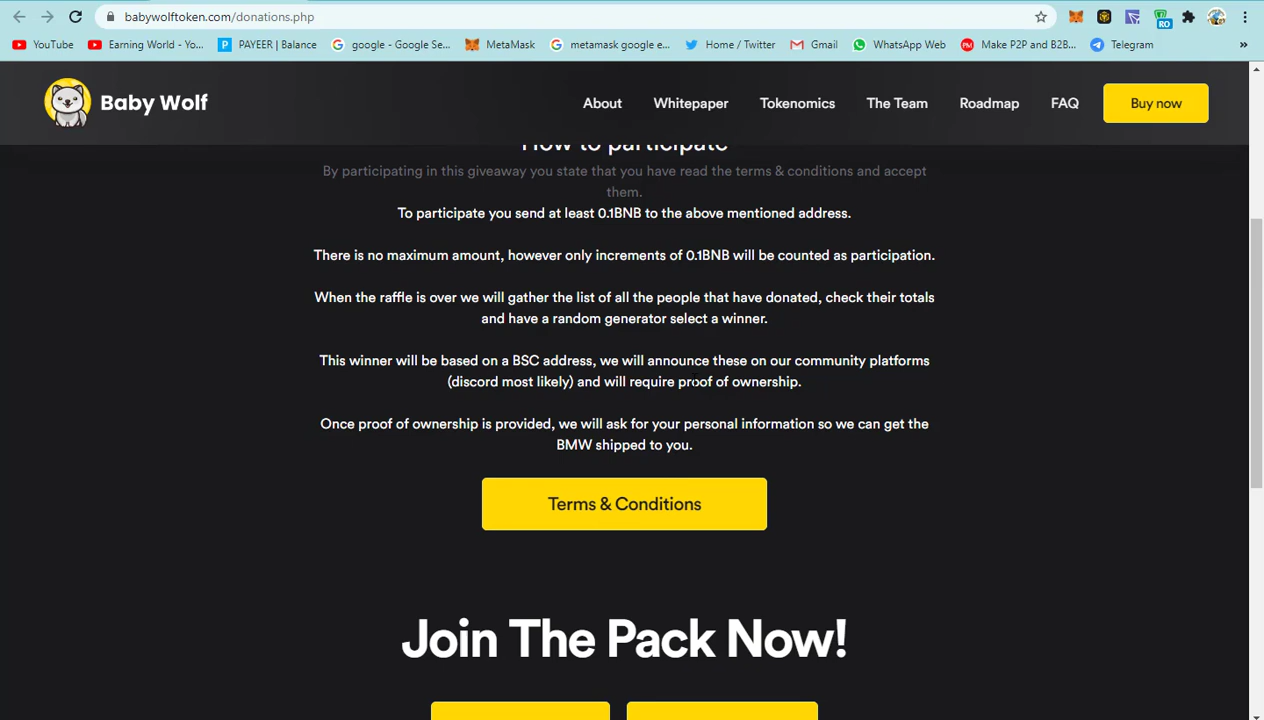 babywolftoken.com/donations.php
YouTube
Earning World - Yo...
PAYEER | Balance
google - Google Se...
MetaMask
metamask google e...
Home / Twitter
Gmail
WhatsApp Web
Make P2P and B2B...
Telegram
»
Baby Wolf
About
Whitepaper
Tokenomics
The Team
Roadmap
FAQ
Buy now
How to participate
By participating in this giveaway you state that you have read the terms & conditions and accept
them.
To participate you send at least 0.1BNB to the above mentioned address.
There is no maximum amount, however only increments of 0.1BNB will be counted as participation.
When the raffle is over we will gather the list of all the people that have donated, check their totals
and have a random generator select a winner.
This winner will be based on a BSC address, we will announce these on our community platforms
(discord most likely) and will require proof of ownership.
Once proof of ownership is provided, we will ask for your personal information so we can get the
BMW shipped to you.
Terms & Conditions
Join The Pack Now!